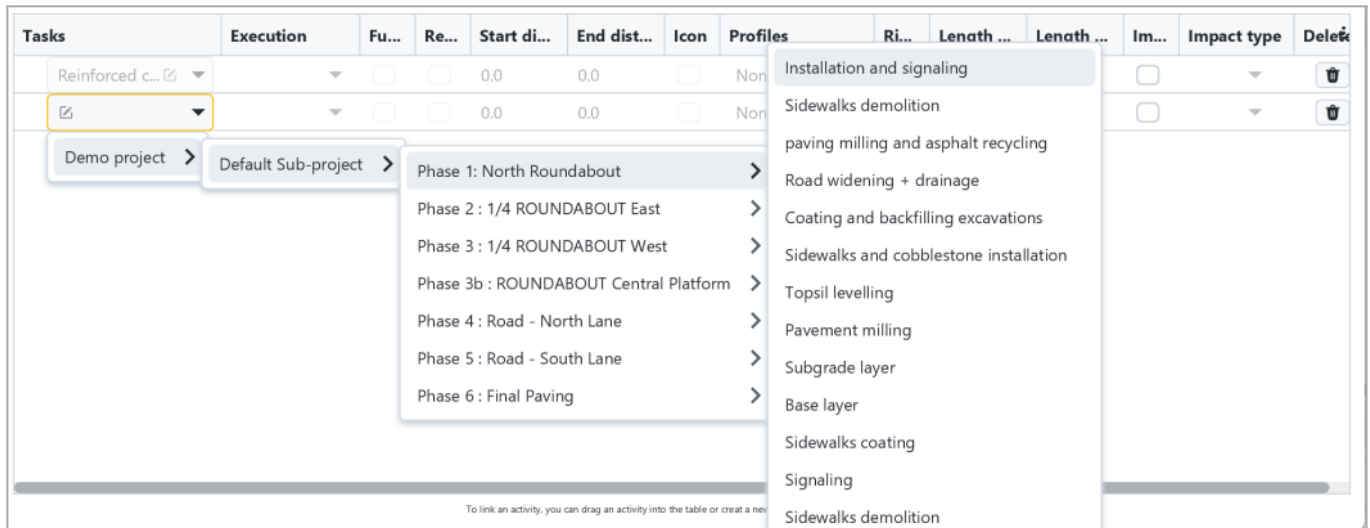 Tasks Execution Fu... Re... Start di... End dist... Icon Profiles Ri... Length ... Length ... Im... Impact type Delete
Reinforced c... 0.0 0.0 Non
0.0 0.0 Non
Demo project
Default Sub-project
Phase 1: North Roundabout
Phase 2 : 1/4 ROUNDABOUT East
Phase 3 : 1/4 ROUNDABOUT West
Phase 3b : ROUNDABOUT Central Platform
Phase 4 : Road - North Lane
Phase 5 : Road - South Lane
Phase 6 : Final Paving
Installation and signaling
Sidewalks demolition
paving milling and asphalt recycling
Road widening + drainage
Coating and backfilling excavations
Sidewalks and cobblestone installation
Topsil levelling
Pavement milling
Subgrade layer
Base layer
Sidewalks coating
Signaling
Sidewalks demolition
To link an activity, you can drag an activity into the table or creat a new